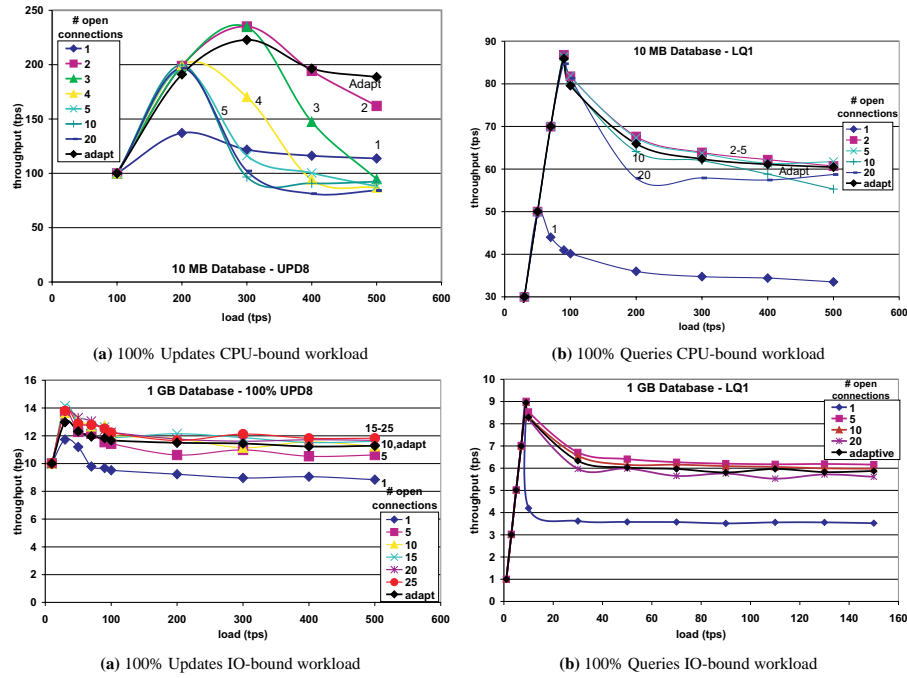 250
200
150
100
50
0
throughput (tps)
# open
connections
1
2
3
4
5
10
20
adapt
5
4
3
Adapt
2
1
10 MB Database - UPD8
0 100 200 300 400 500 600
load (tps)
(a) 100% Updates CPU-bound workload
10 MB Database - LQ1
90
80
70
60
50
40
30
throughput (tps)
# open
connections
1
2
5
10
20
adapt
2-5
10
Adapt
20
1
0 100 200 300 400 500 600
load (tps)
(b) 100% Queries CPU-bound workload
1 GB Database - 100% UPD8
16
14
12
10
8
6
4
2
0
throughput (tps)
15-25
10,adapt
5
1
# open
connections
1
5
10
15
20
25
adapt
0 100 200 300 400 500 600
load (tps)
(a) 100% Updates IO-bound workload
1 GB Database - LQ1
10
9
8
7
6
5
4
3
2
1
0
throughput (tps)
# open
connections
1
5
10
20
adaptive
0 20 40 60 80 100 120 140 160
load (tps)
(b) 100% Queries IO-bound workload